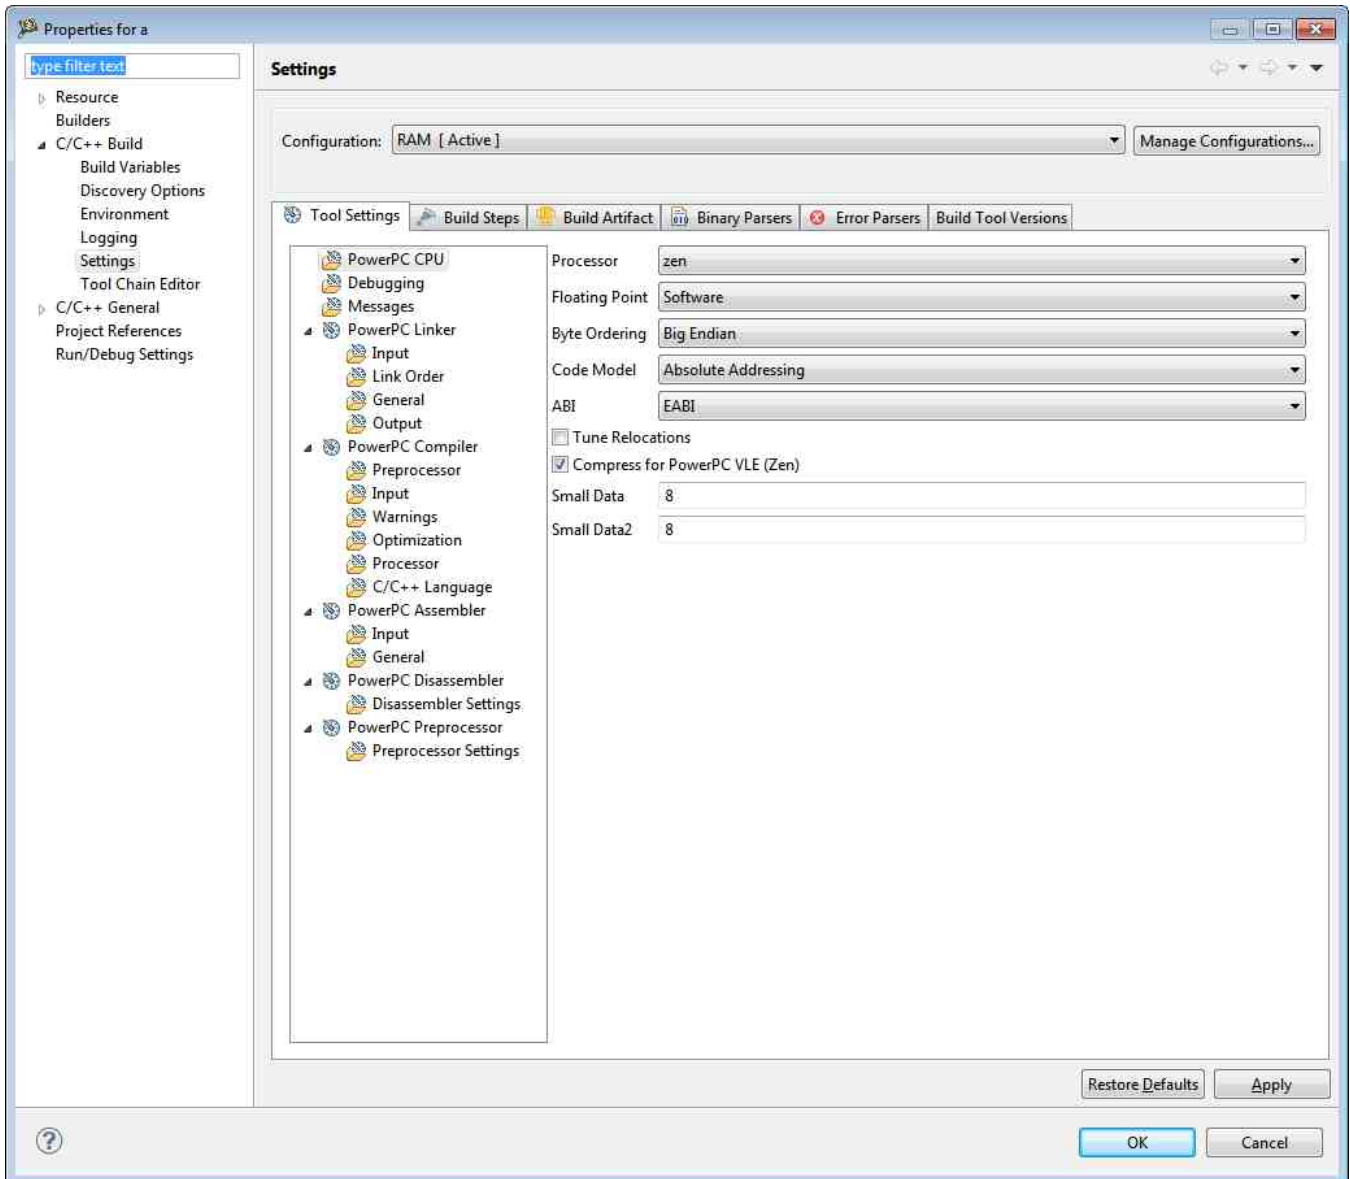 Properties for a
type filter text
Resource
Builders
C/C++ Build
Build Variables
Discovery Options
Environment
Logging
Settings
Tool Chain Editor
C/C++ General
Project References
Run/Debug Settings
Settings
Configuration: RAM [ Active ] Manage Configurations...
Tool Settings Build Steps Build Artifact Binary Parsers Error Parsers Build Tool Versions
PowerPC CPU
Debugging
Messages
PowerPC Linker
Input
Link Order
General
Output
PowerPC Compiler
Preprocessor
Input
Warnings
Optimization
Processor
C/C++ Language
PowerPC Assembler
Input
General
PowerPC Disassembler
Disassembler Settings
PowerPC Preprocessor
Preprocessor Settings
Processor zen
Floating Point Software
Byte Ordering Big Endian
Code Model Absolute Addressing
ABI EABI
Tune Relocations
Compress for PowerPC VLE (Zen)
Small Data 8
Small Data2 8
Restore Defaults Apply
OK Cancel